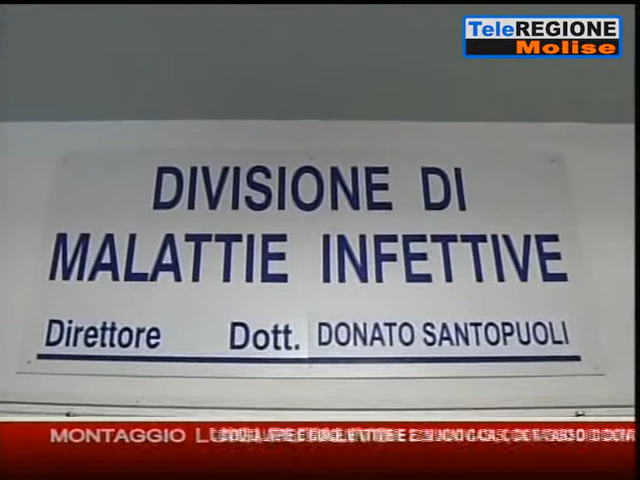 TeleREGIONE
Molise
DIVISIONE DI
MALATTIE INFETTIVE
Direttore Dott. DONATO SANTOPUOLI
MONTAGGIO